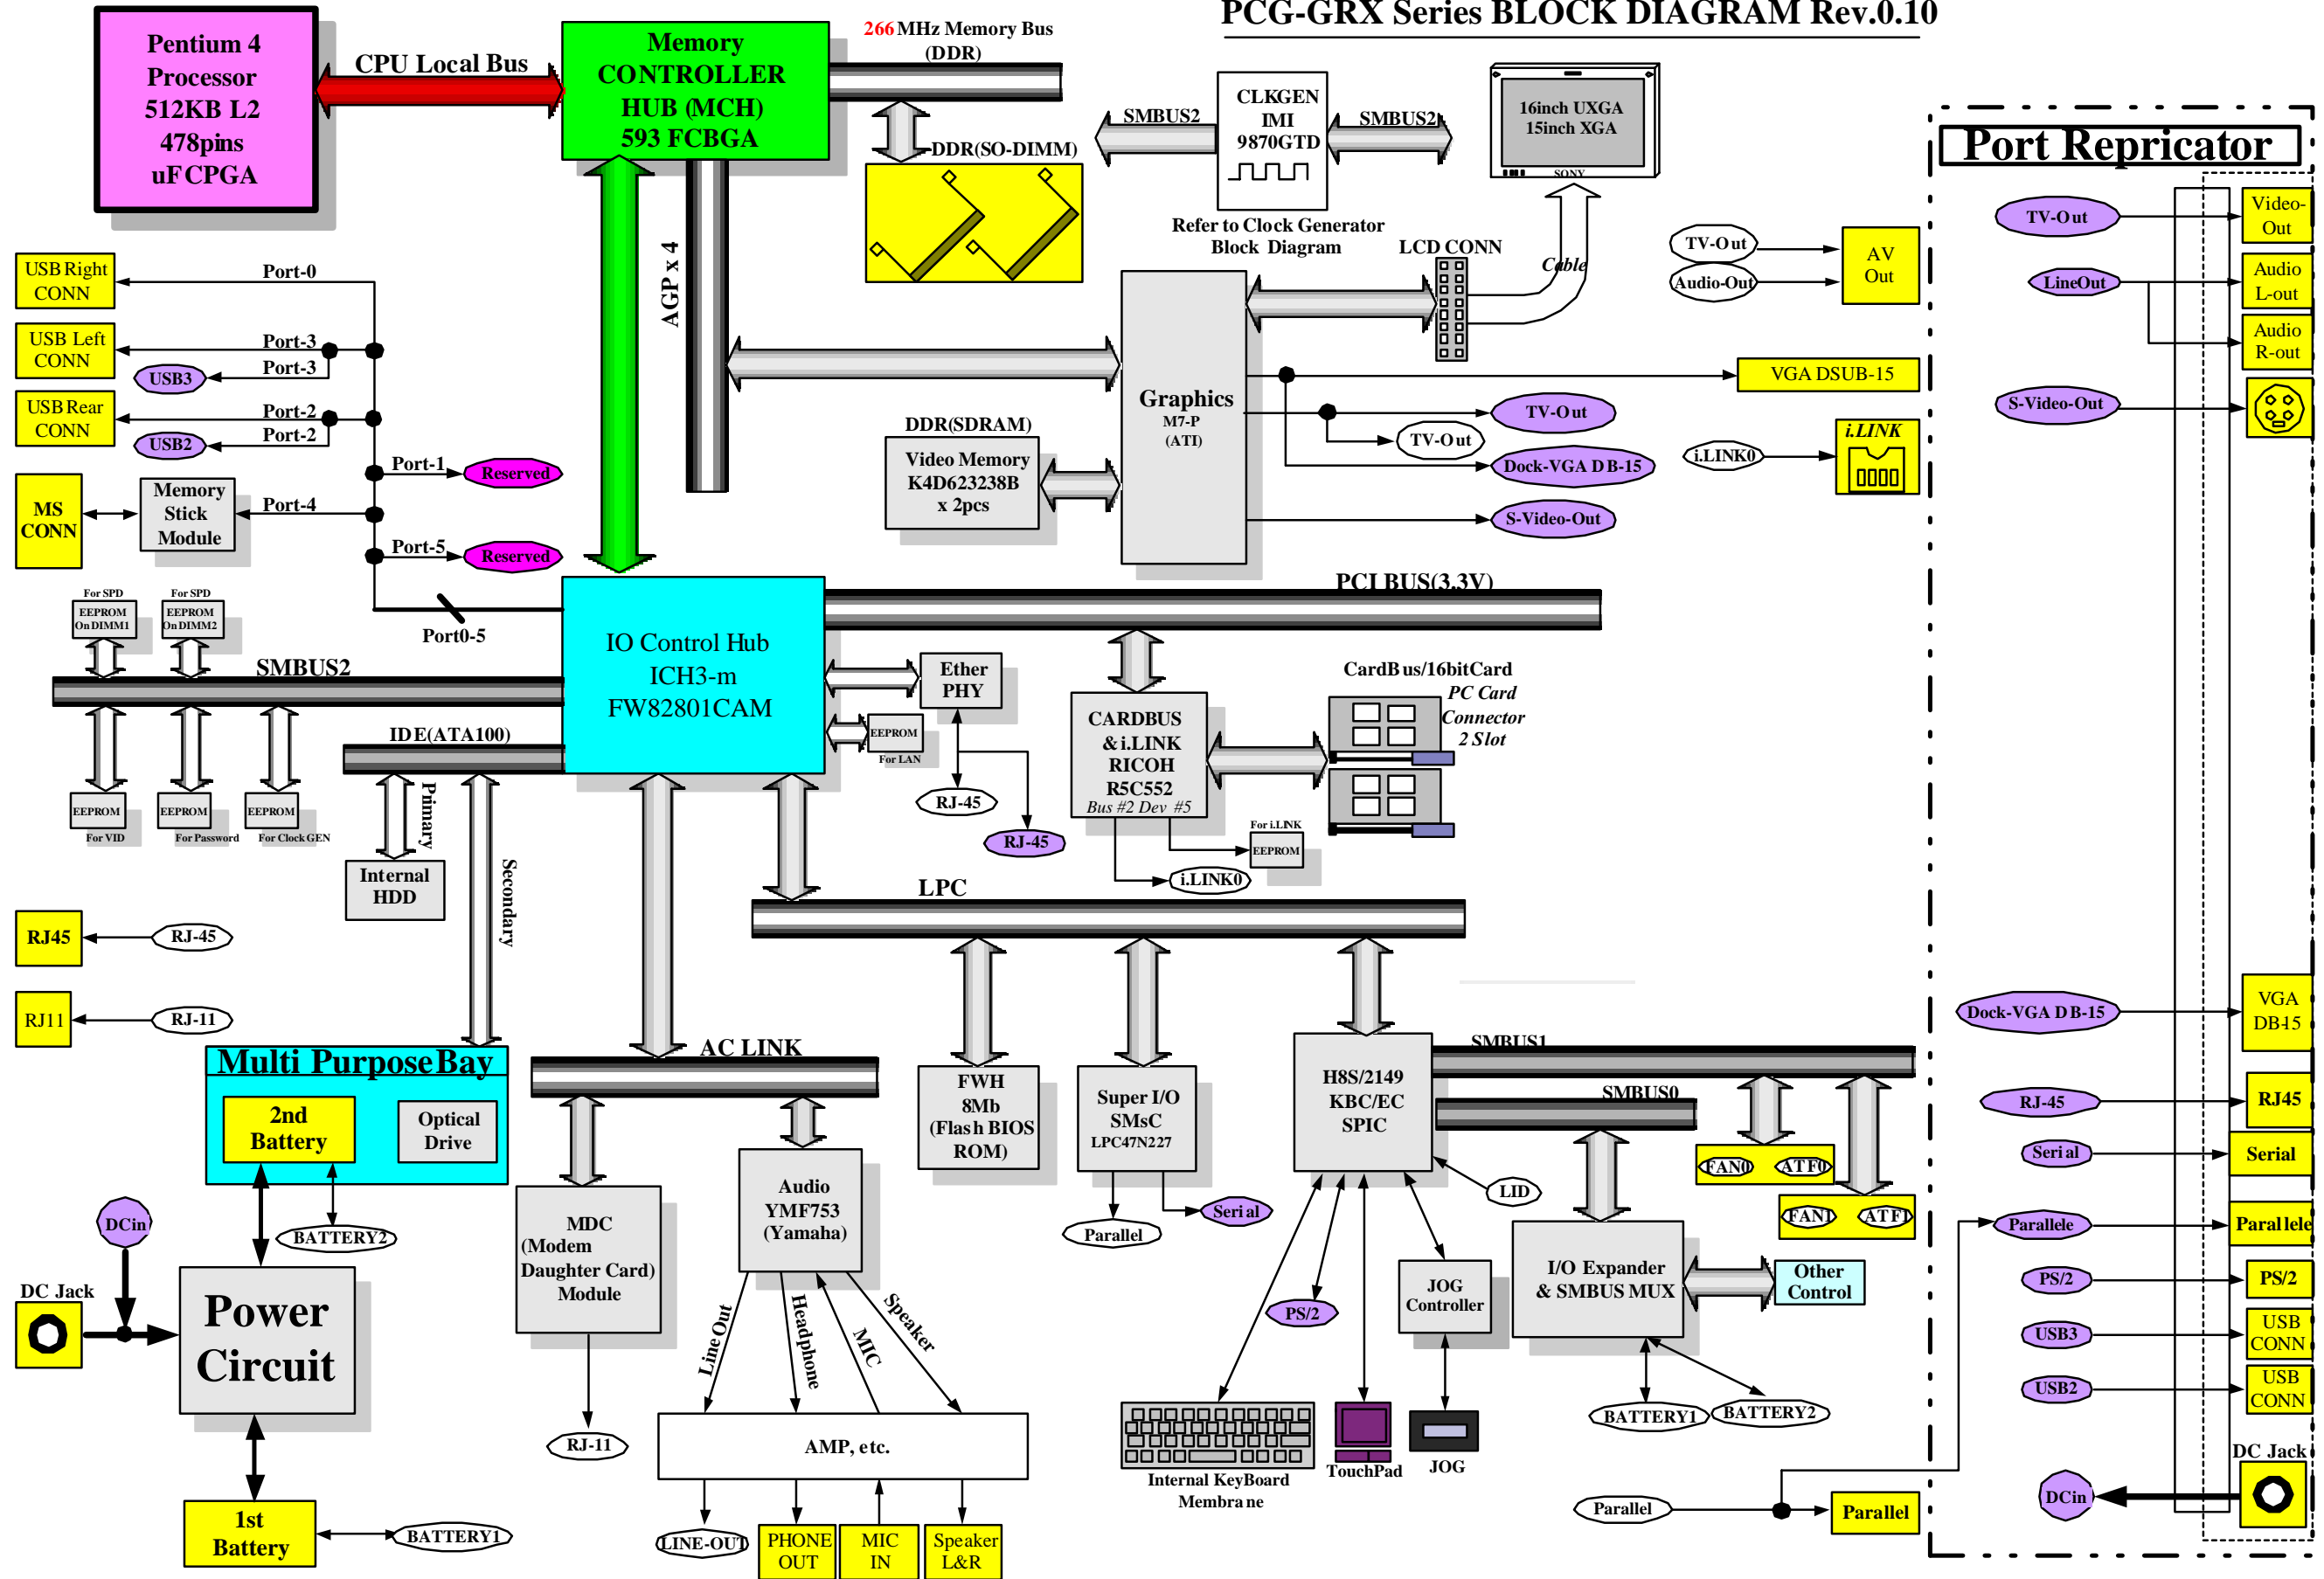 PCG-GRX Series BLOCK DIAGRAM Rev.0.10
Pentium 4
Processor
512KB L2
478pins
uFCPGA
CPU Local Bus
Memory
CONTROLLER
HUB (MCH)
593 FCBGA
266 MHz Memory Bus
(DDR)
DDR(SO-DIMM)
SMBUS2
CLKGEN
IMI
9870GTD
SMBUS2
Refer to Clock Generator
Block Diagram
16inch UXGA
15inch XGA
SONY
LCD CONN
Cable
AGP x 4
TV-Out
Audio-Out
AV
Out
Port Repricator
TV-Out
Video-
Out
LineOut
Audio
L-out
Audio
R-out
S-Video-Out
USB Right
CONN
Port-0
USB Left
CONN
Port-3
Port-3
USB3
USB Rear
CONN
Port-2
Port-2
USB2
Port-1
Reserved
MS
CONN
Memory
Stick
Module
Port-4
Port-5
Reserved
Port0-5
Graphics
M7-P
(ATI)
DDR(SDRAM)
Video Memory
K4D623238B
x 2pcs
VGA DSUB-15
TV-Out
TV-Out
Dock-VGA DB-15
S-Video-Out
i.LINK0
i.LINK
For SPD
EEPROM
On DIMM1
For SPD
EEPROM
On DIMM2
SMBUS2
EEPROM
For VID
EEPROM
For Password
EEPROM
For Clock GEN
IO Control Hub
ICH3-m
FW82801CAM
PCI BUS(3.3V)
Ether
PHY
EEPROM
For LAN
RJ-45
RJ-45
CARDBUS
& i.LINK
RICOH
R5C552
Bus #2 Dev #5
CardBus/16bitCard
PC Card
Connector
2 Slot
For i.LINK
EEPROM
i.LINK0
IDE(ATA100)
Primary
Secondary
Internal
HDD
LPC
RJ45
RJ-45
RJ11
RJ-11
Multi Purpose Bay
2nd
Battery
Optical
Drive
BATTERY2
DCin
DC Jack
Power
Circuit
1st
Battery
BATTERY1
AC LINK
MDC
(Modem
Daughter Card)
Module
RJ-11
Audio
YMF753
(Yamaha)
Line Out
Headphone
MIC
Speaker
AMP, etc.
LINE-OUT
PHONE
OUT
MIC
IN
Speaker
L&R
FWH
8Mb
(Flash BIOS
ROM)
Super I/O
SMsC
LPC47N227
Parallel
Serial
H8S/2149
KBC/EC
SPIC
SMBUS1
SMBUS0
LID
FAN0
ATF0
FAN1
ATF1
PS/2
JOG
Controller
I/O Expander
& SMBUS MUX
Other
Control
BATTERY1
BATTERY2
Internal KeyBoard
Membrane
TouchPad
JOG
Parallel
Parallel
Dock-VGA DB-15
VGA
DB-15
RJ-45
RJ45
Serial
Serial
Parallele
Parallele
PS/2
PS/2
USB3
USB
CONN
USB2
USB
CONN
DC Jack
DCin